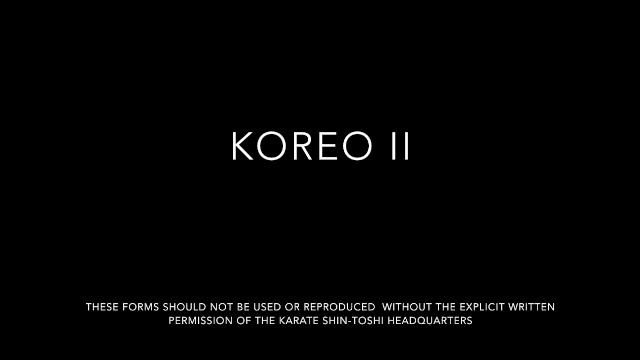 KOREO II
THESE FORMS SHOULD NOT BE USED OR REPRODUCED  WITHOUT THE EXPLICIT WRITTEN
PERMISSION OF THE KARATE SHIN-TOSHI HEADQUARTERS